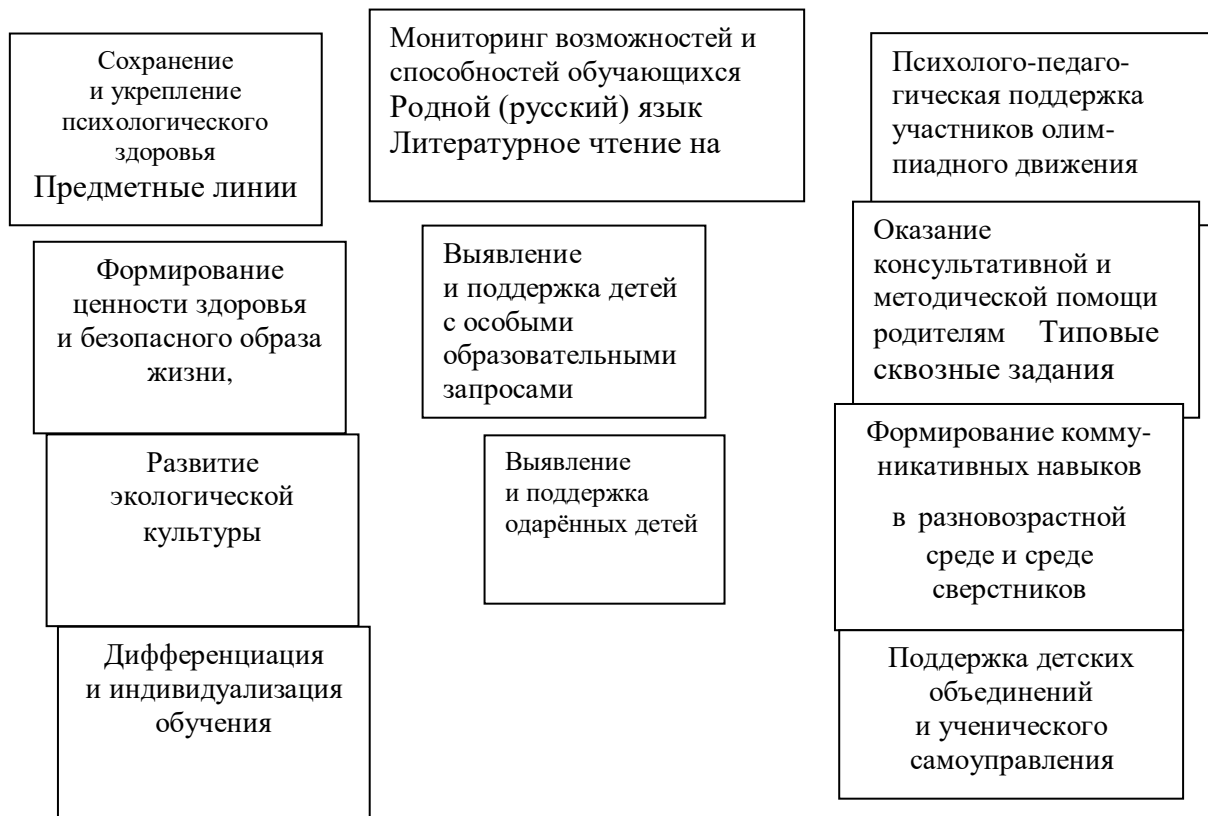 Сохранение
и укрепление
психологического
здоровья
Предметные линии
Формирование
ценности здоровья
и безопасного образа
жизни,
Развитие
экологической
культуры
Дифференциация
и индивидуализация
обучения
Мониторинг возможностей и
способностей обучающихся
Родной (русский) язык
Литературное чтение на
Выявление
и поддержка детей
с особыми
образовательными
запросами
Выявление
и поддержка
одарённых детей
Психолого-педаго-
гическая поддержка
участников олим-
пиадного движения
Оказание
консультативной и
методической помощи
родителям Типовые
сквозные задания
Формирование комму-
никативных навыков
в разновозрастной
среде и среде
сверстников
Поддержка детских
объединений
и ученического
самоуправления